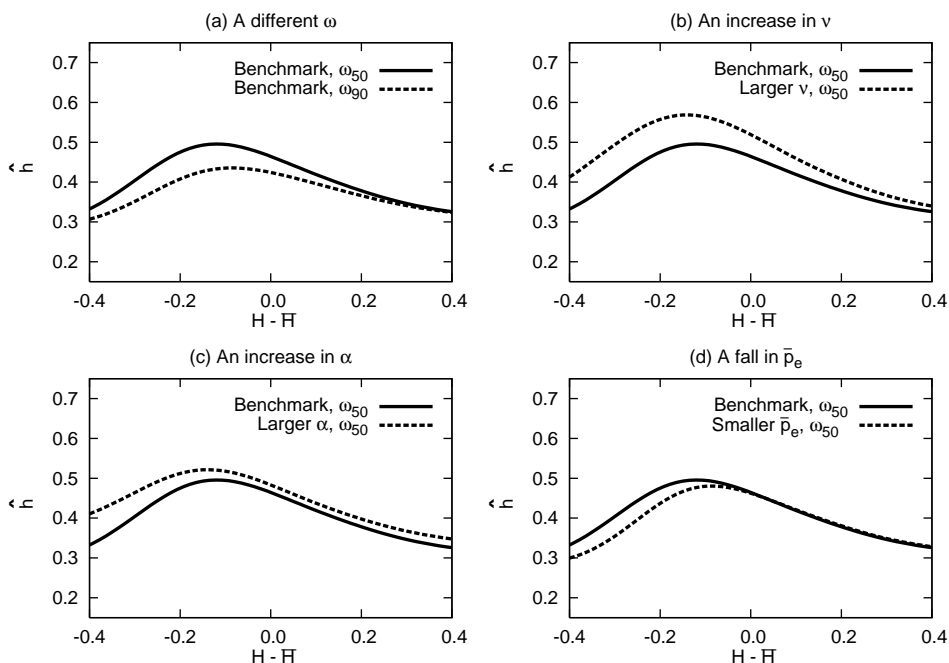 (a) A different ω
Benchmark, ω50
Benchmark, ω90
0.7
0.6
0.5
0.4
0.3
0.2
ĥ
-0.4 -0.2 0.0 0.2 0.4
H - H̅
(b) An increase in ν
Benchmark, ω50
Larger ν, ω50
0.7
0.6
0.5
0.4
0.3
0.2
ĥ
-0.4 -0.2 0.0 0.2 0.4
H - H̅
(c) An increase in α
Benchmark, ω50
Larger α, ω50
0.7
0.6
0.5
0.4
0.3
0.2
ĥ
-0.4 -0.2 0.0 0.2 0.4
H - H̅
(d) A fall in p̅e
Benchmark, ω50
Smaller p̅e, ω50
0.7
0.6
0.5
0.4
0.3
0.2
ĥ
-0.4 -0.2 0.0 0.2 0.4
H - H̅